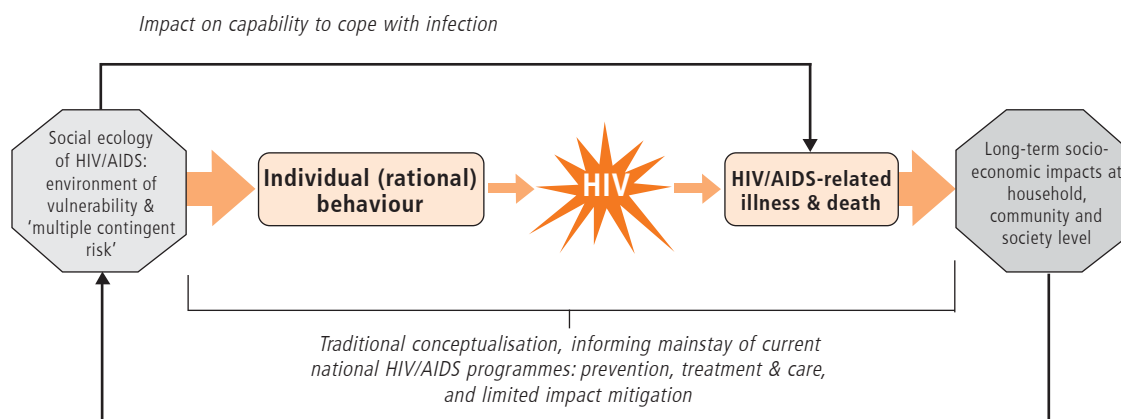 Impact on capability to cope with infection
Social ecology
of HIV/AIDS:
environment of
vulnerability &
‘multiple contingent
risk’
Individual (rational)
behaviour
HIV
HIV/AIDS-related
illness & death
Long-term socio-
economic impacts at
household,
community and
society level
Traditional conceptualisation, informing mainstay of current
national HIV/AIDS programmes: prevention, treatment & care,
and limited impact mitigation